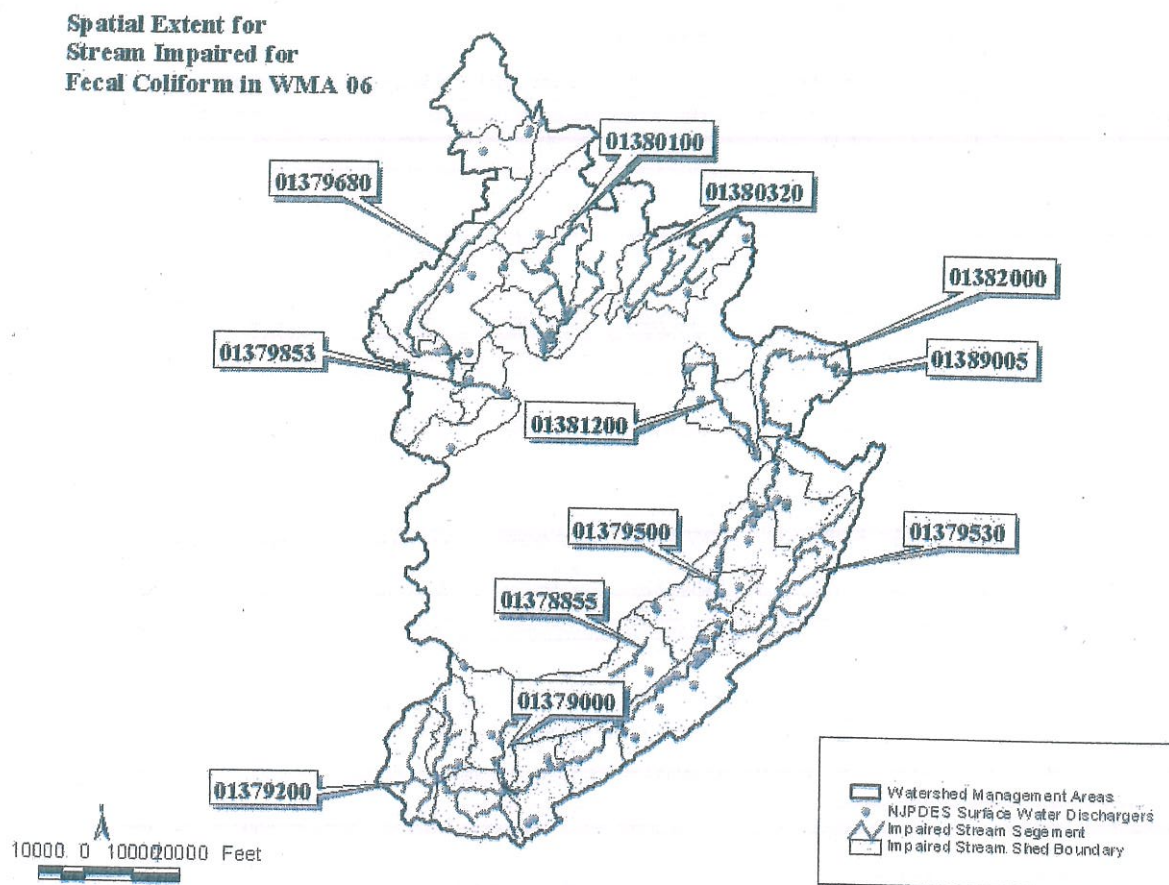 Spatial Extent for
Stream Impaired for
Fecal Coliform in WMA 06
01380100
01379680
01380320
01382000
01379853
01389005
01381200
01379500
01379530
01378855
01379000
01379200
Watershed Management Areas
NJPDES Surface Water Dischargers
Impaired Stream Segement
Impaired Stream Shed Boundary
10000 0 1000020000 Feet